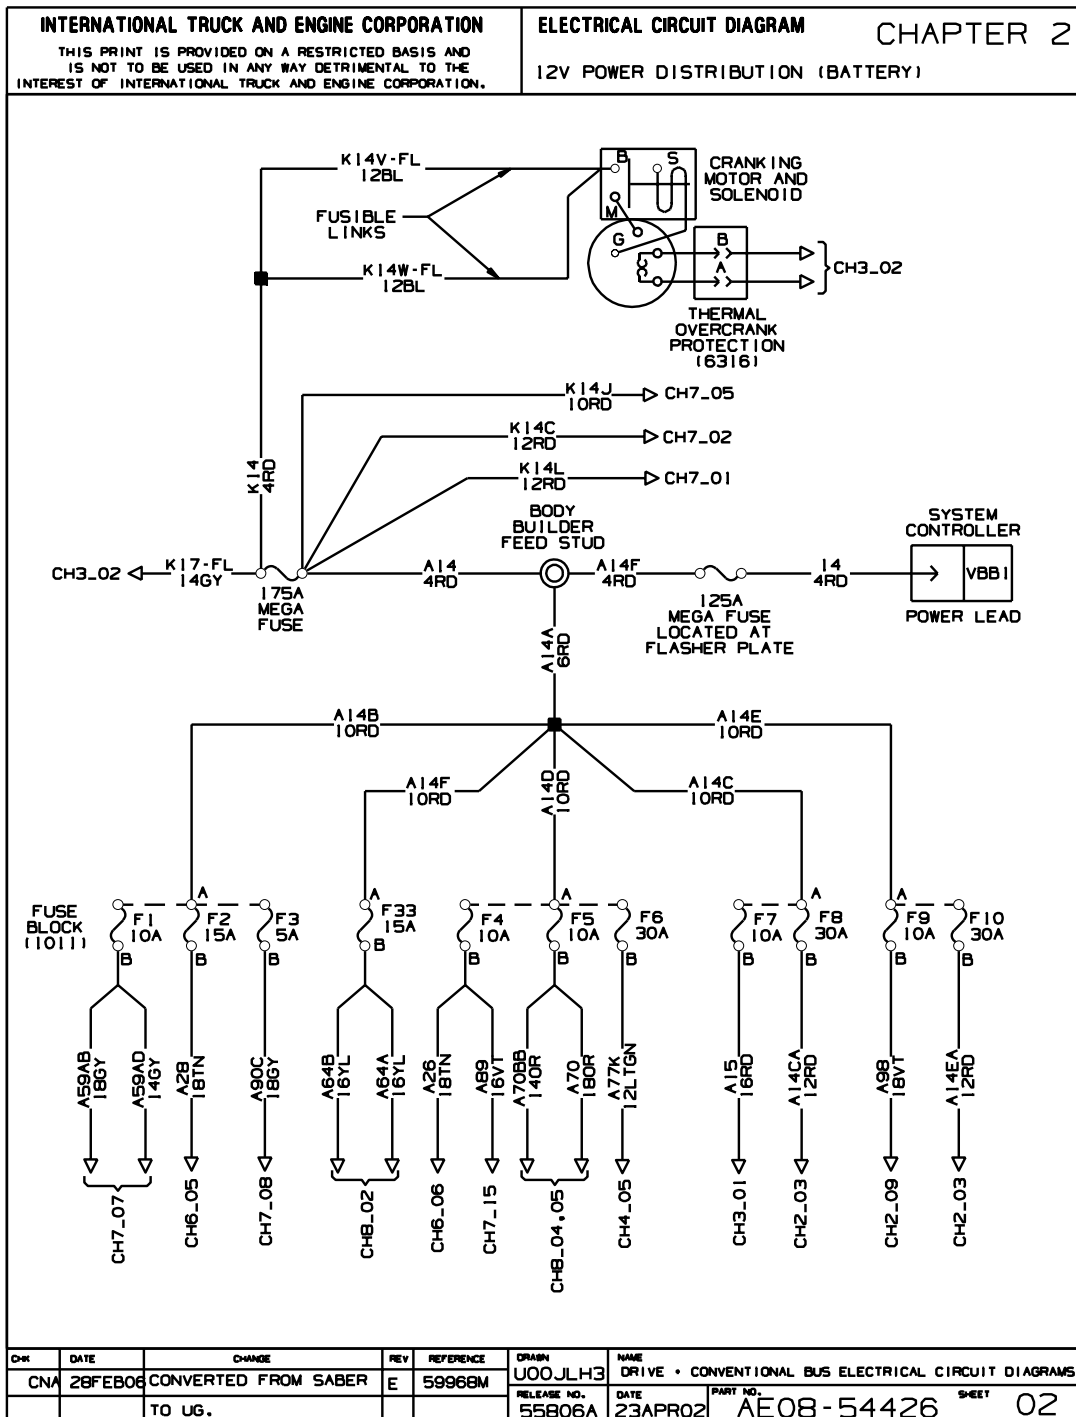 INTERNATIONAL TRUCK AND ENGINE CORPORATION
THIS PRINT IS PROVIDED ON A RESTRICTED BASIS AND
IS NOT TO BE USED IN ANY WAY DETRIMENTAL TO THE
INTEREST OF INTERNATIONAL TRUCK AND ENGINE CORPORATION.
ELECTRICAL CIRCUIT DIAGRAM
CHAPTER 2
12V POWER DISTRIBUTION (BATTERY)
K14V-FL
12BL
FUSIBLE
LINKS
K14W-FL
12BL
B
S
M
G
CRANKING
MOTOR AND
SOLENOID
B
A
CH3_02
THERMAL
OVERCRANK
PROTECTION
(6316)
K14J
10RD
CH7_05
K14C
12RD
CH7_02
K14L
12RD
CH7_01
K14
4RD
BODY
BUILDER
FEED STUD
SYSTEM
CONTROLLER
CH3_02
K17-FL
14GY
175A
MEGA
FUSE
A14
4RD
A14F
4RD
125A
MEGA FUSE
LOCATED AT
FLASHER PLATE
14
4RD
VBB1
POWER LEAD
A14A
6RD
A14B
10RD
A14E
10RD
A14F
10RD
A14D
10RD
A14C
10RD
FUSE
BLOCK
(1011)
F1
10A
B
A
F2
15A
B
F3
5A
B
A
F33
15A
B
F4
10A
B
A
F5
10A
B
F6
30A
B
F7
10A
B
A
F8
30A
B
A
F9
10A
B
F10
30A
B
A59AB
18GY
A59AD
14GY
A28
18TN
A90C
18GY
A64B
16YL
A64A
16YL
A26
18TN
A89
16VT
A70BB
14OR
A70
18OR
A77K
12LTGN
A15
16RD
A14CA
12RD
A98
18VT
A14EA
12RD
CH7_07
CH6_05
CH7_08
CH8_02
CH6_06
CH7_15
CH8_04,05
CH4_05
CH3_01
CH2_03
CH2_09
CH2_03
CHK
DATE
CHANGE
REV
REFERENCE
CNA
28FEB06
CONVERTED FROM SABER
E
59968M
TO UG.
DRAWN
U00JLH3
NAME
DRIVE • CONVENTIONAL BUS ELECTRICAL CIRCUIT DIAGRAMS
RELEASE NO.
55806A
DATE
23APR02
PART NO.
AE08-54426
SHEET
02